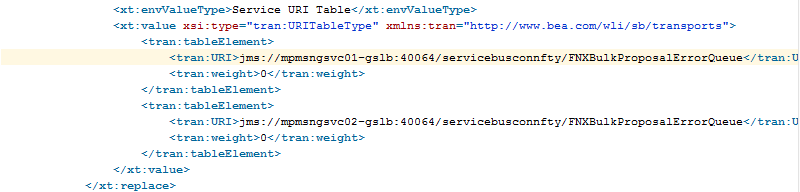 <xt:envValueType>Service URI Table</xt:envValueType>
<xt:value xsi:type="tran:URITableType" xmlns:tran="http://www.bea.com/wli/sb/transports">
<tran:tableElement>
<tran:URI>jms://mpmsngsvc01-gslb:40064/servicebusconnfty/FNXBulkProposalErrorQueue</tran:U
<tran:weight>0</tran:weight>
</tran:tableElement>
<tran:tableElement>
<tran:URI>jms://mpmsngsvc02-gslb:40064/servicebusconnfty/FNXBulkProposalErrorQueue</tran:U
<tran:weight>0</tran:weight>
</tran:tableElement>
</xt:value>
</xt:replace>